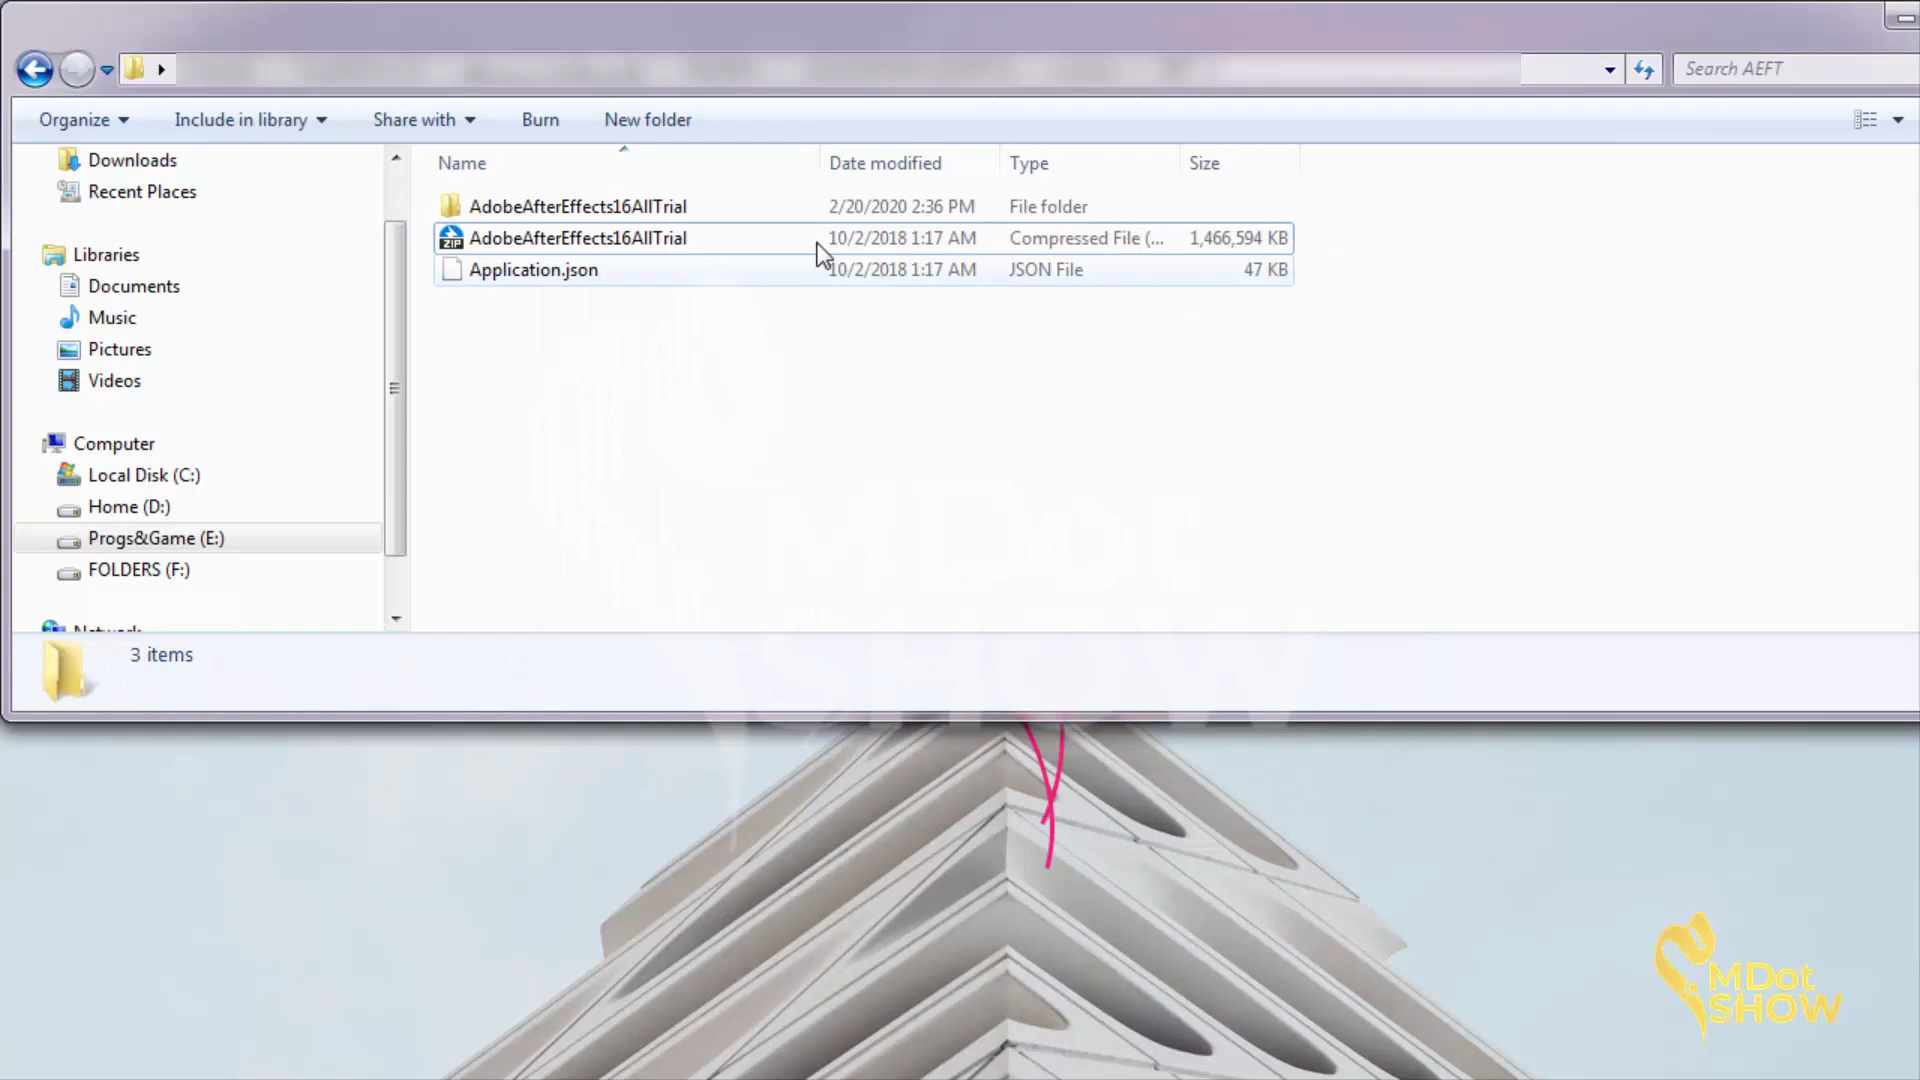 Search AEFT
Organize
Include in library
Share with
Burn
New folder
Downloads
Recent Places
Libraries
Documents
Music
Pictures
Videos
Computer
Local Disk (C:)
Home (D:)
Progs&Game (E:)
FOLDERS (F:)
Network
Name Date modified Type Size
AdobeAfterEffects16AllTrial 2/20/2020 2:36 PM File folder
ZIP AdobeAfterEffects16AllTrial 10/2/2018 1:17 AM Compressed File (... 1,466,594 KB
Application.json 10/2/2018 1:17 AM JSON File 47 KB
3 items
SHOW
MDot
SHOW